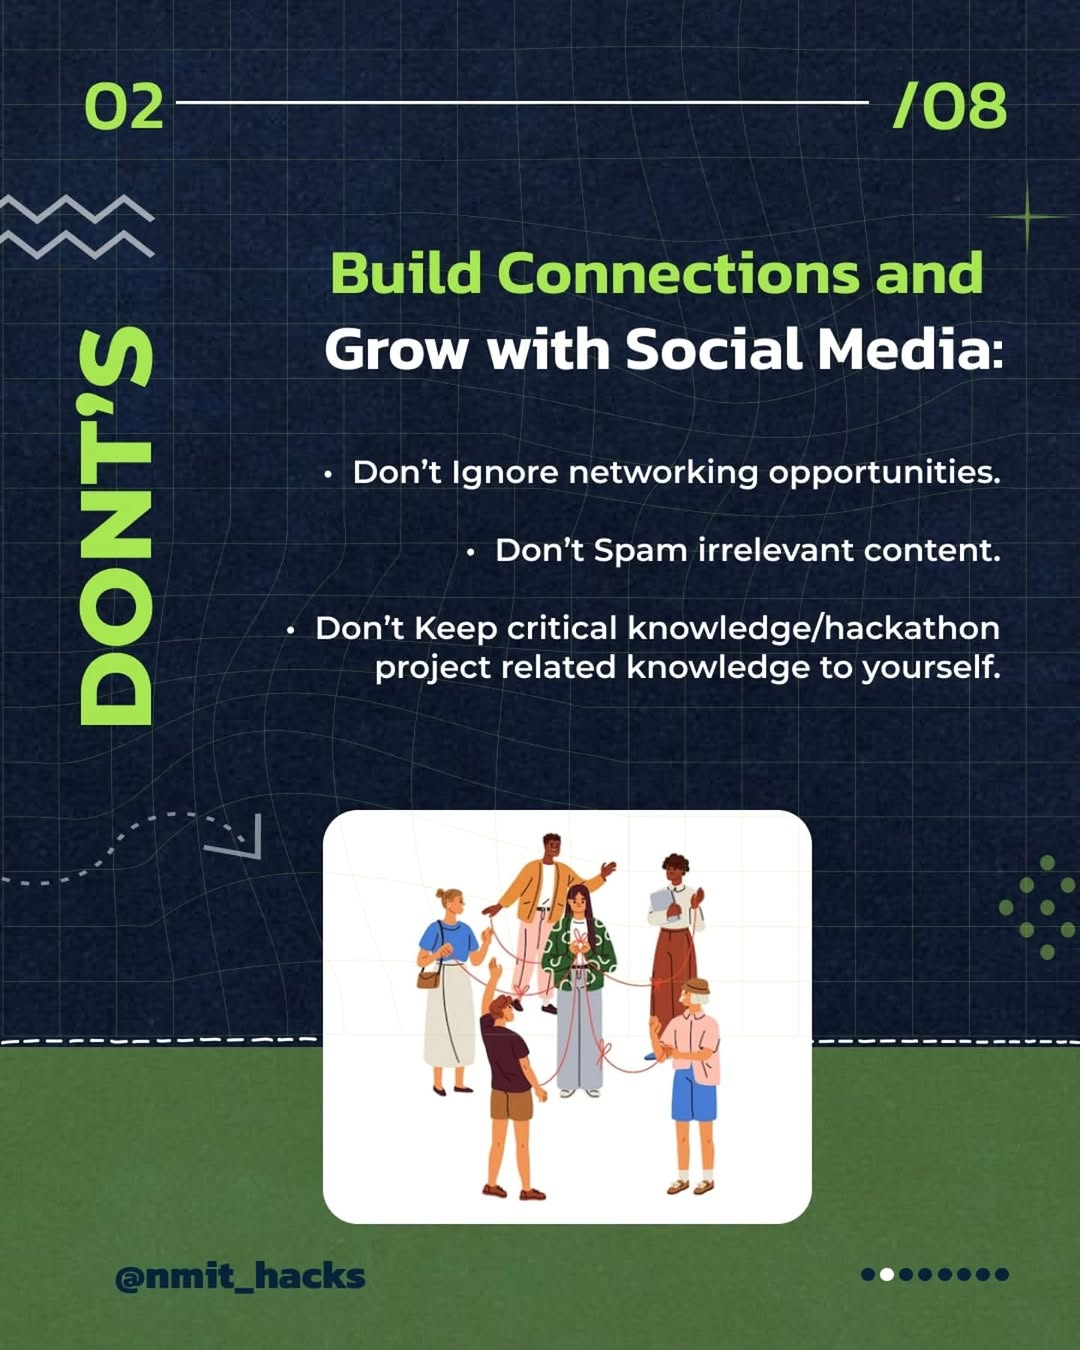 02 /08
Build Connections and
Grow with Social Media:
DONT'S
• Don't Ignore networking opportunities.
• Don't Spam irrelevant content.
• Don't Keep critical knowledge/hackathon
project related knowledge to yourself.
@nmit_hacks